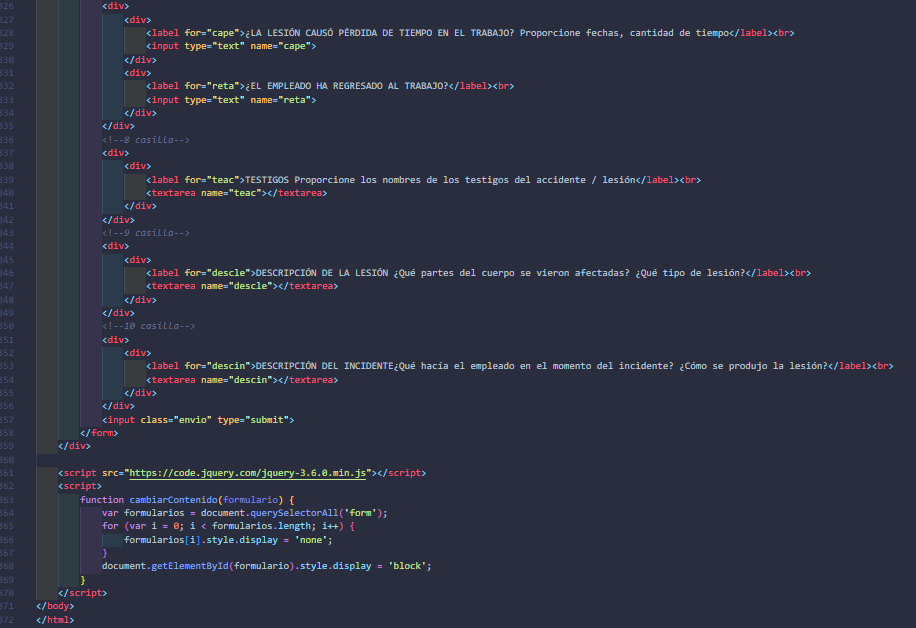 326 <div>
327 <div>
328 <label for="cape">¿LA LESIÓN CAUSÓ PÉRDIDA DE TIEMPO EN EL TRABAJO? Proporcione fechas, cantidad de tiempo</label><br>
329 <input type="text" name="cape">
330 </div>
331 <div>
332 <label for="reta">¿EL EMPLEADO HA REGRESADO AL TRABAJO?</label><br>
333 <input type="text" name="reta">
334 </div>
335 </div>
336 <!--8 casilla-->
337 <div>
338 <div>
339 <label for="teac">TESTIGOS Proporcione los nombres de los testigos del accidente / lesión</label><br>
340 <textarea name="teac"></textarea>
341 </div>
342 </div>
343 <!--9 casilla-->
344 <div>
345 <div>
346 <label for="descle">DESCRIPCIÓN DE LA LESIÓN ¿Qué partes del cuerpo se vieron afectadas? ¿Qué tipo de lesión?</label><br>
347 <textarea name="descle"></textarea>
348 </div>
349 </div>
350 <!--10 casilla-->
351 <div>
352 <div>
353 <label for="descin">DESCRIPCIÓN DEL INCIDENTE¿Qué hacía el empleado en el momento del incidente? ¿Cómo se produjo la lesión?</label><br>
354 <textarea name="descin"></textarea>
355 </div>
356 </div>
357 <input class="envio" type="submit">
358 </form>
359 </div>
360
361 <script src="https://code.jquery.com/jquery-3.6.0.min.js"></script>
362 <script>
363 function cambiarContenido(formulario) {
364 var formularios = document.querySelectorAll('form');
365 for (var i = 0; i < formularios.length; i++) {
366 formularios[i].style.display = 'none';
367 }
368 document.getElementById(formulario).style.display = 'block';
369 }
370 </script>
371 </body>
372 </html>